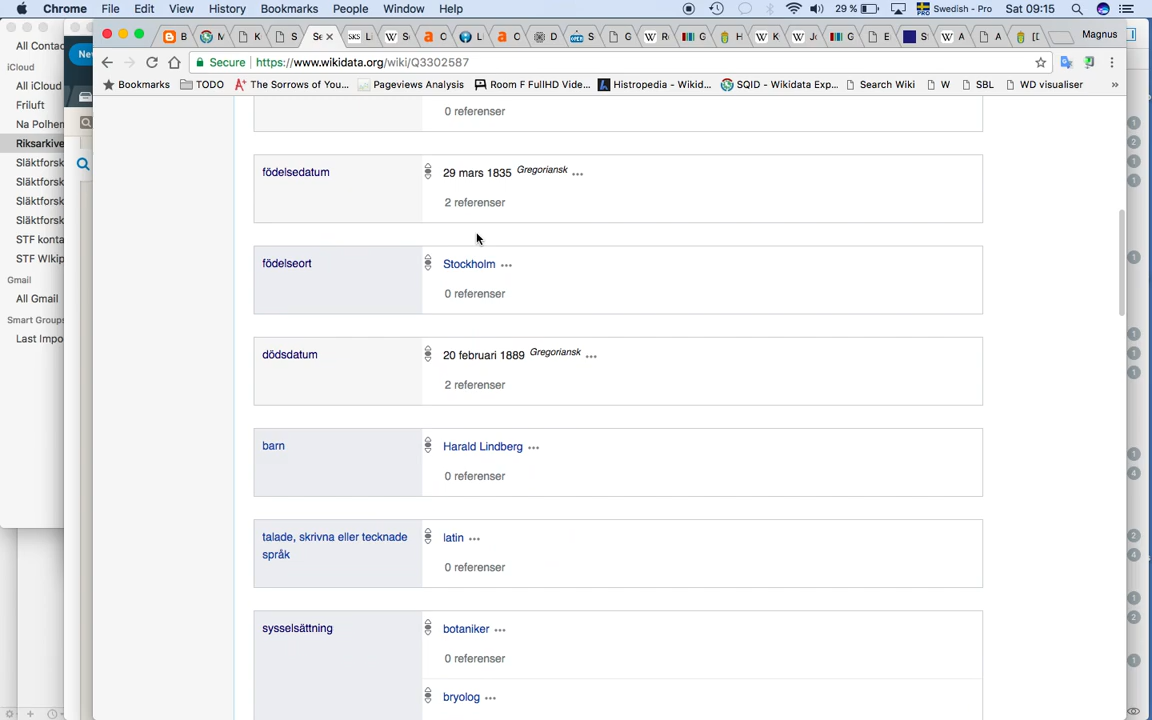 Chrome File Edit View History Bookmarks People Window Help 29 % Swedish - Pro Sat 09:15
Magnus
Secure https://www.wikidata.org/wiki/Q3302587
Bookmarks TODO The Sorrows of You... Pageviews Analysis Room F FullHD Vide... Histropedia - Wikid... SQID - Wikidata Exp... Search Wiki W SBL WD visualiser »
All Contac
iCloud
All iCloud
Friluft
Na Polhem
Riksarkive
Släktforsk
Släktforsk
Släktforsk
Släktforsk
STF konta
STF WIkip
Gmail
All Gmail
Smart Groups
Last Impo
0 referenser
födelsedatum 29 mars 1835 Gregoriansk
2 referenser
födelseort Stockholm
0 referenser
dödsdatum 20 februari 1889 Gregoriansk
2 referenser
barn Harald Lindberg
0 referenser
talade, skrivna eller tecknade språk latin
0 referenser
sysselsättning botaniker
0 referenser
bryolog